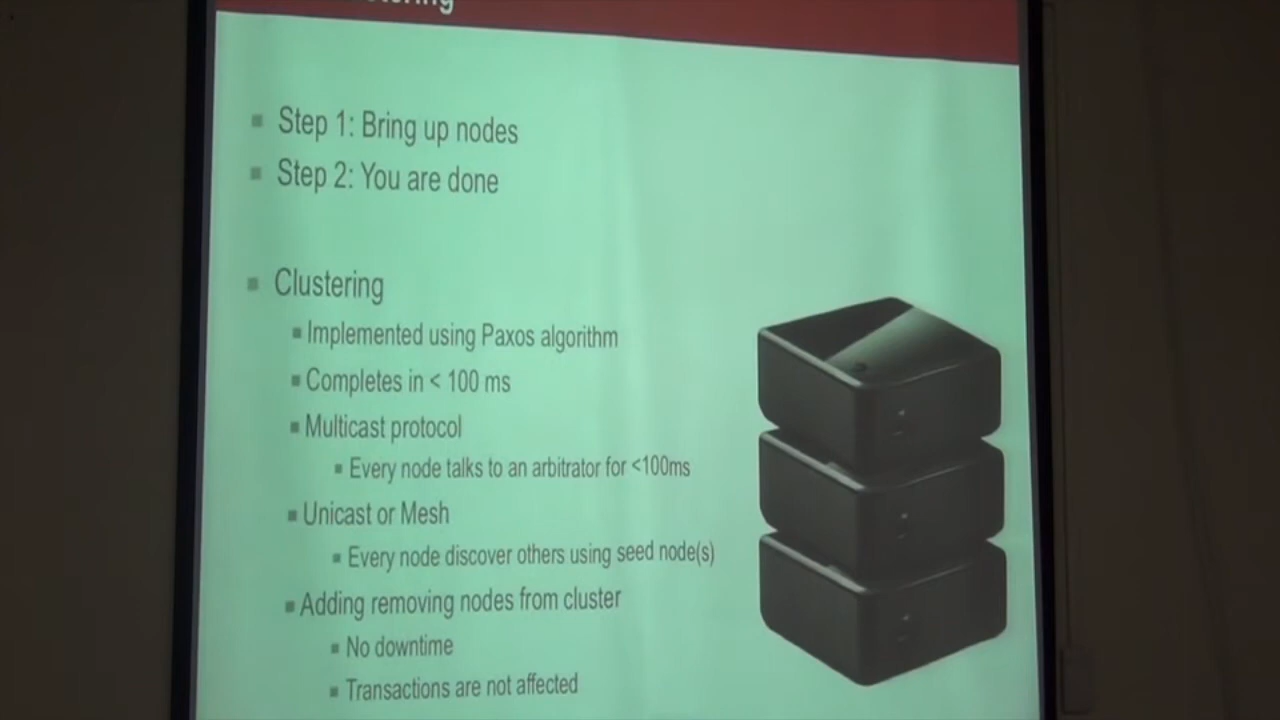 Step 1: Bring up nodes
Step 2: You are done
Clustering
Implemented using Paxos algorithm
Completes in < 100 ms
Multicast protocol
Every node talks to an arbitrator for <100ms
Unicast or Mesh
Every node discover others using seed node(s)
Adding removing nodes from cluster
No downtime
Transactions are not affected